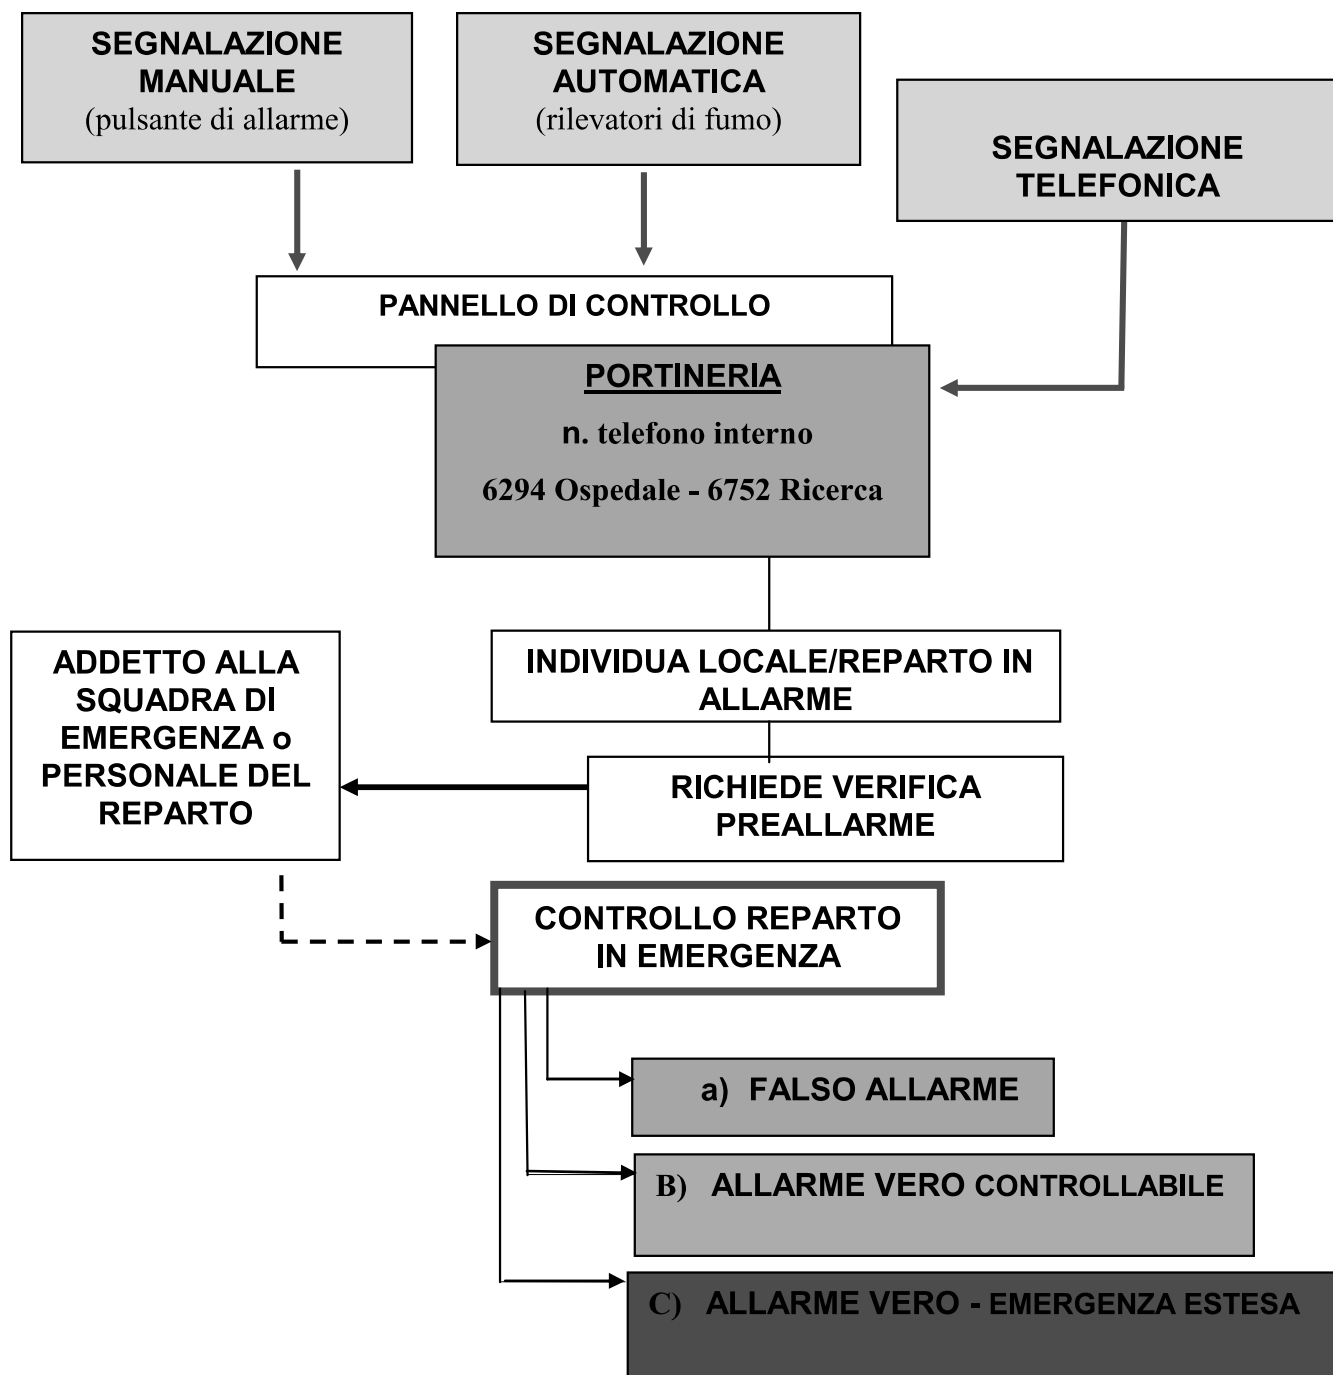 SEGNALAZIONE
MANUALE
(pulsante di allarme)
SEGNALAZIONE
AUTOMATICA
(rilevatori di fumo)
SEGNALAZIONE
TELEFONICA
PANNELLO DI CONTROLLO
PORTINERIA
n. telefono interno
6294 Ospedale - 6752 Ricerca
INDIVIDUA LOCALE/REPARTO IN
ALLARME
ADDETTO ALLA
SQUADRA DI
EMERGENZA o
PERSONALE DEL
REPARTO
RICHIEDE VERIFICA
PREALLARME
CONTROLLO REPARTO
IN EMERGENZA
a) FALSO ALLARME
B) ALLARME VERO CONTROLLABILE
C) ALLARME VERO - EMERGENZA ESTESA